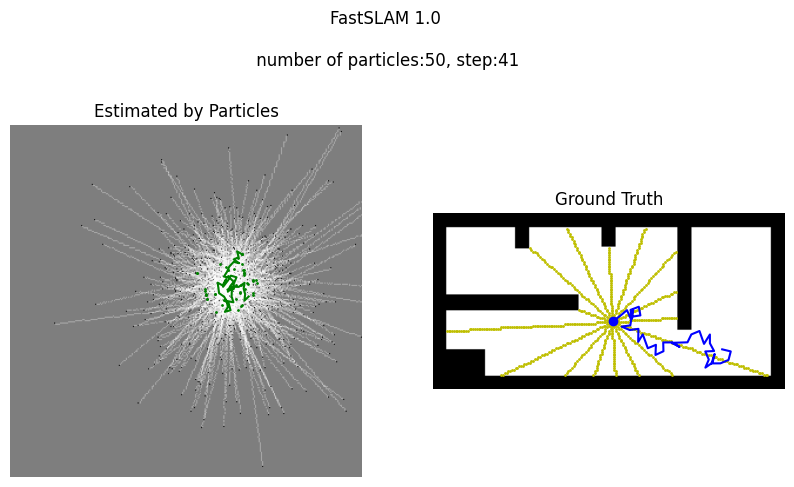 FastSLAM 1.0
number of particles:50, step:41
Estimated by Particles
Ground Truth